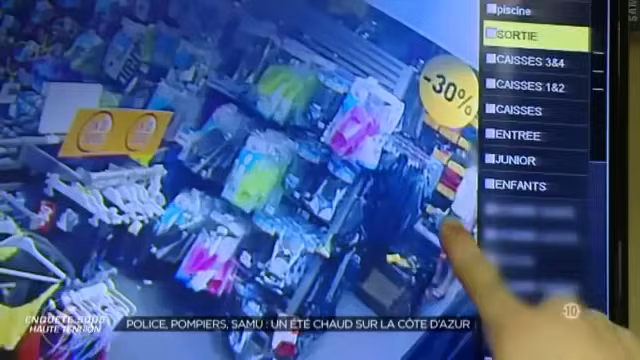 piscine
SORTIE
CAISSES 3&4
CAISSES 1&2
CAISSES
ENTREE
JUNIOR
ENFANTS
-30%
-10
ENQUÊTE SOUS
HAUTE TENSION
POLICE, POMPIERS, SAMU : UN ÉTÉ CHAUD SUR LA CÔTE D'AZUR